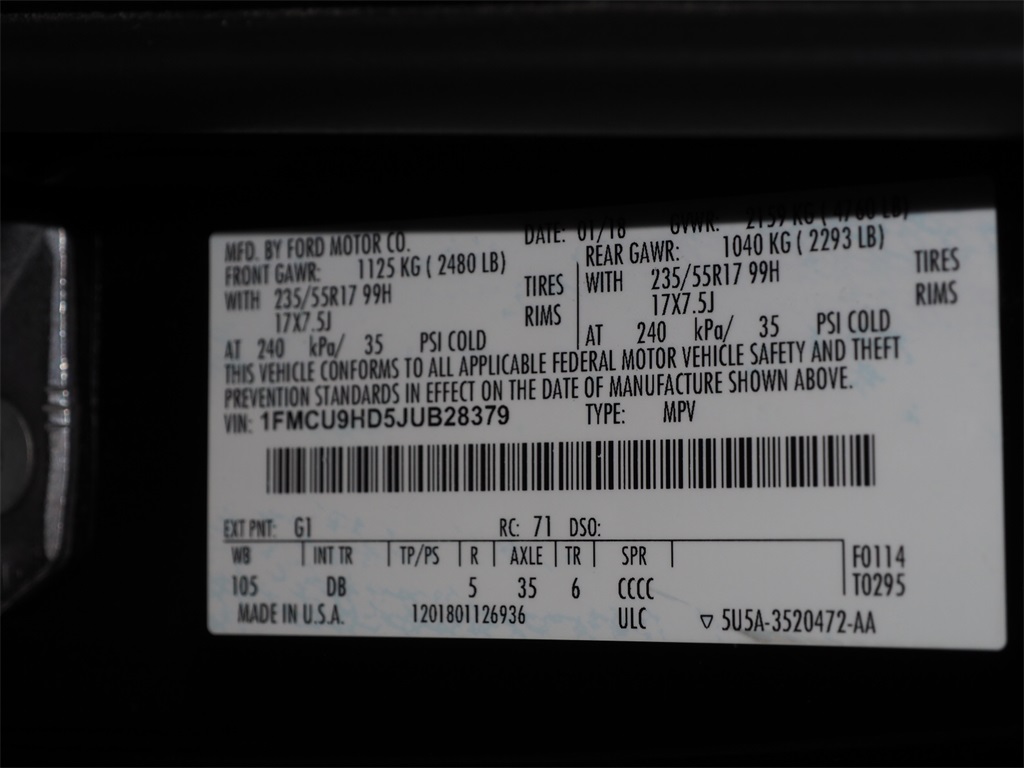 MFD. BY FORD MOTOR CO. DATE: 01/18 GVWR: 2159 KG ( 4760 LB)
FRONT GAWR: 1125 KG ( 2480 LB) REAR GAWR: 1040 KG ( 2293 LB)
WITH 235/55R17 99H TIRES WITH 235/55R17 99H TIRES
17X7.5J RIMS 17X7.5J RIMS
AT 240 kPa/ 35 PSI COLD AT 240 kPa/ 35 PSI COLD
THIS VEHICLE CONFORMS TO ALL APPLICABLE FEDERAL MOTOR VEHICLE SAFETY AND THEFT
PREVENTION STANDARDS IN EFFECT ON THE DATE OF MANUFACTURE SHOWN ABOVE.
VIN: 1FMCU9HD5JUB28379 TYPE: MPV
EXT PNT: G1 RC: 71 DSO:
WB INT TR TP/PS R AXLE TR SPR F0114
105 DB 5 35 6 CCCC T0295
MADE IN U.S.A. 1201801126936 ULC ▽ 5U5A-3520472-AA